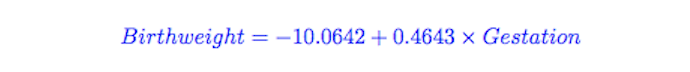 Birthweight = −10.0642 + 0.4643 × Gestation